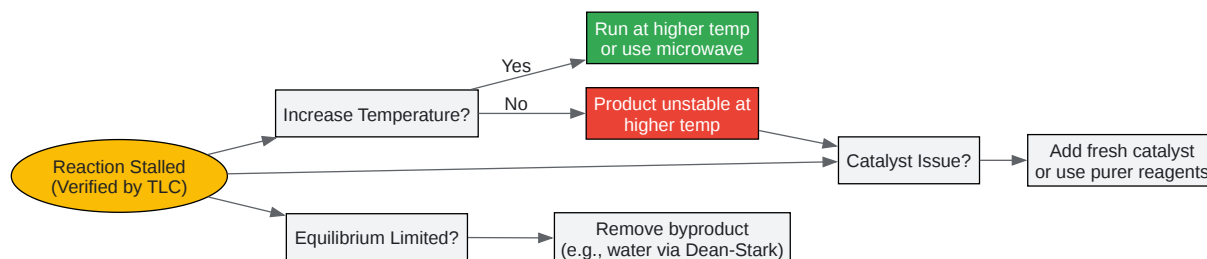 Run at higher temp
or use microwave
Yes
Increase Temperature?
No
Product unstable at
higher temp
Reaction Stalled
(Verified by TLC)
Catalyst Issue?
Add fresh catalyst
or use purer reagents
Equilibrium Limited?
Remove byproduct
(e.g., water via Dean-Stark)